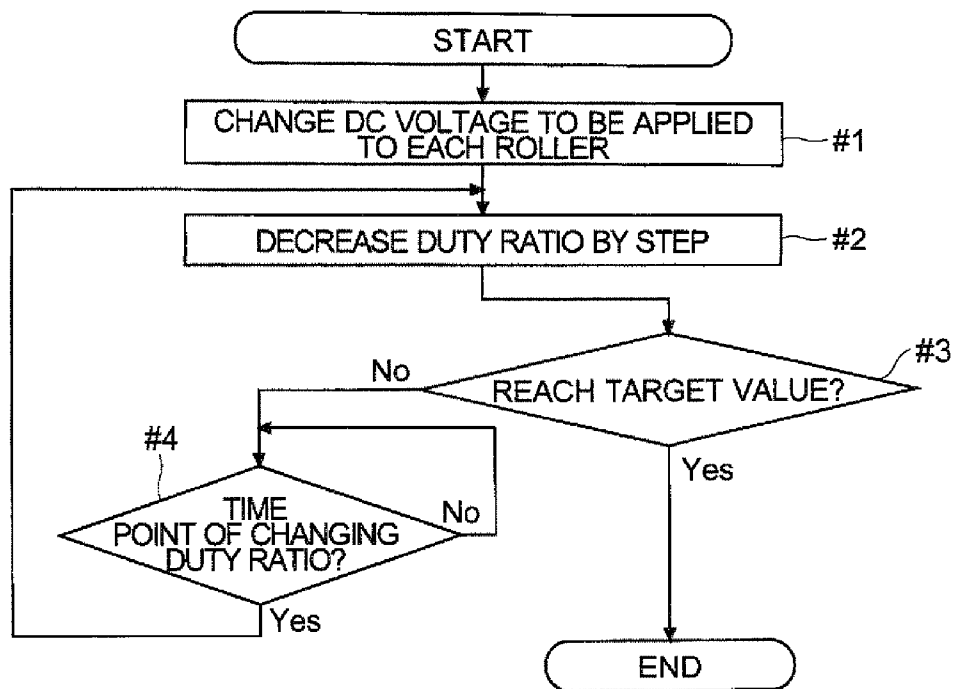 START
CHANGE DC VOLTAGE TO BE APPLIED
TO EACH ROLLER
#1
DECREASE DUTY RATIO BY STEP
#2
#3
No
REACH TARGET VALUE?
#4
Yes
TIME
POINT OF CHANGING
DUTY RATIO?
No
Yes
END